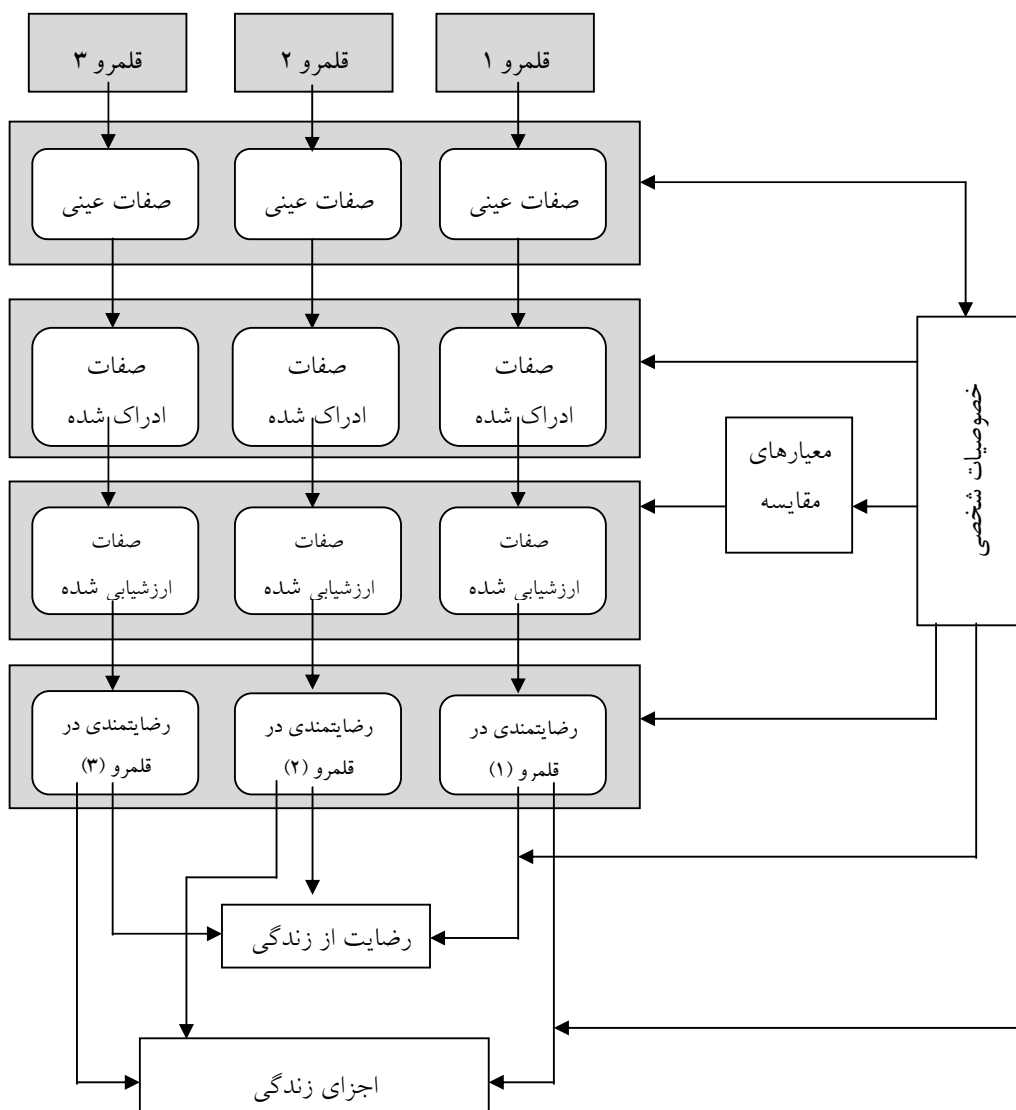 قلمرو ۱
قلمرو ۲
قلمرو ۳
صفات عینی
صفات عینی
صفات عینی
صفات
ادراک شده
صفات
ادراک شده
صفات
ادراک شده
خصوصیات شخصی
معیارهای
مقایسه
صفات
ارزشیابی شده
صفات
ارزشیابی شده
صفات
ارزشیابی شده
رضایتمندی در
قلمرو (۱)
رضایتمندی در
قلمرو (۲)
رضایتمندی در
قلمرو (۳)
رضایت از زندگی
اجزای زندگی